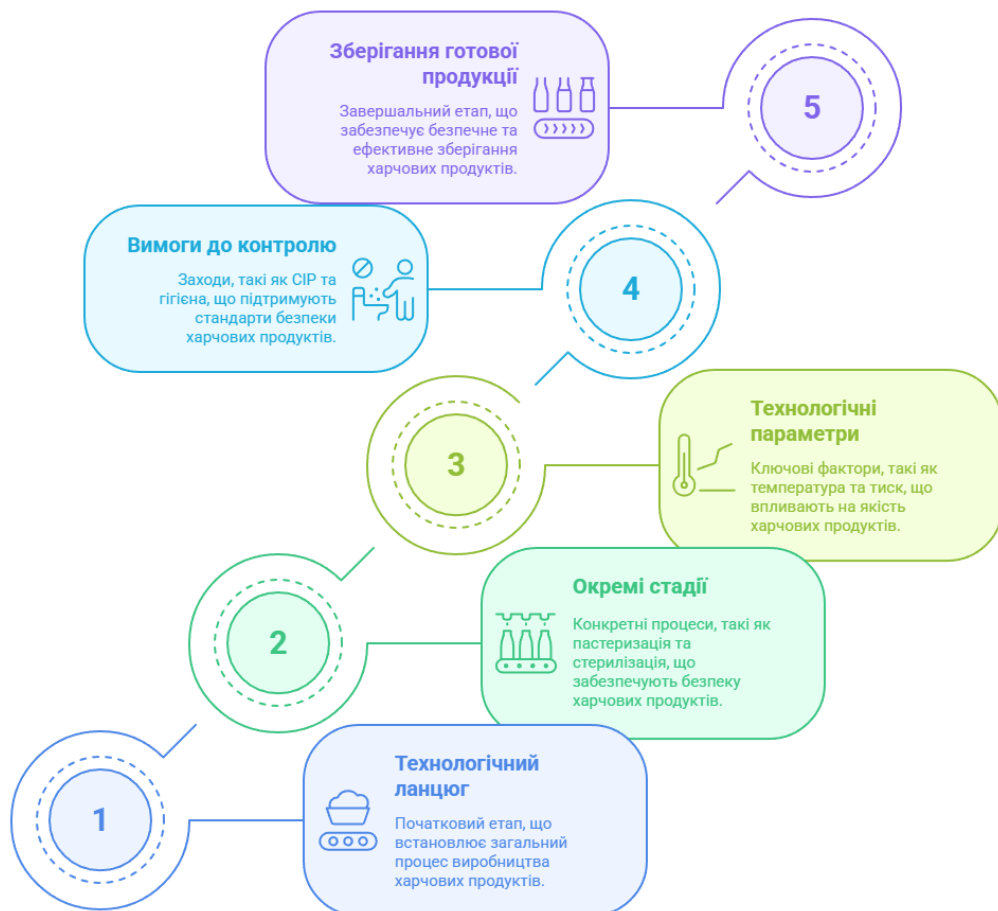 Зберігання готової
продукції
Завершальний етап, що
забезпечує безпечне та
ефективне зберігання
харчових продуктів.
5
Вимоги до контролю
Заходи, такі як CIP та
гігієна, що підтримують
стандарти безпеки
харчових продуктів.
4
3
Технологічні
параметри
Ключові фактори, такі як
температура та тиск, що
впливають на якість
харчових продуктів.
2
Окремі стадії
Конкретні процеси, такі як
пастеризація та
стерилізація, що
забезпечують безпеку
харчових продуктів.
1
Технологічний
ланцюг
Початковий етап, що
встановлює загальний
процес виробництва
харчових продуктів.